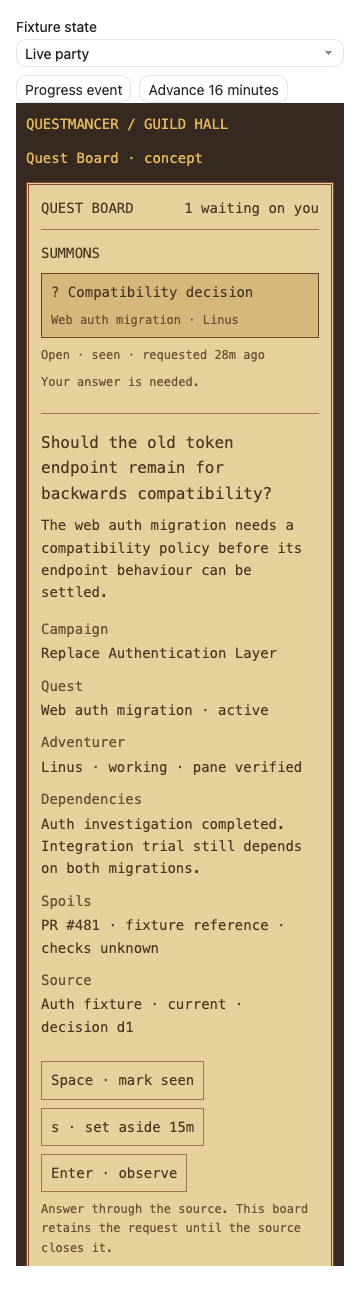 Fixture state
Live party
Progress event Advance 16 minutes
QUESTMANCER / GUILD HALL
Quest Board · concept
QUEST BOARD 1 waiting on you
SUMMONS
? Compatibility decision
Web auth migration · Linus
Open · seen · requested 28m ago
Your answer is needed.
Should the old token
endpoint remain for
backwards compatibility?
The web auth migration needs a
compatibility policy before its
endpoint behaviour can be
settled.
Campaign
Replace Authentication Layer
Quest
Web auth migration · active
Adventurer
Linus · working · pane verified
Dependencies
Auth investigation completed.
Integration trial still depends
on both migrations.
Spoils
PR #481 · fixture reference ·
checks unknown
Source
Auth fixture · current ·
decision d1
Space · mark seen
s · set aside 15m
Enter · observe
Answer through the source. This board
retains the request until the source
closes it.